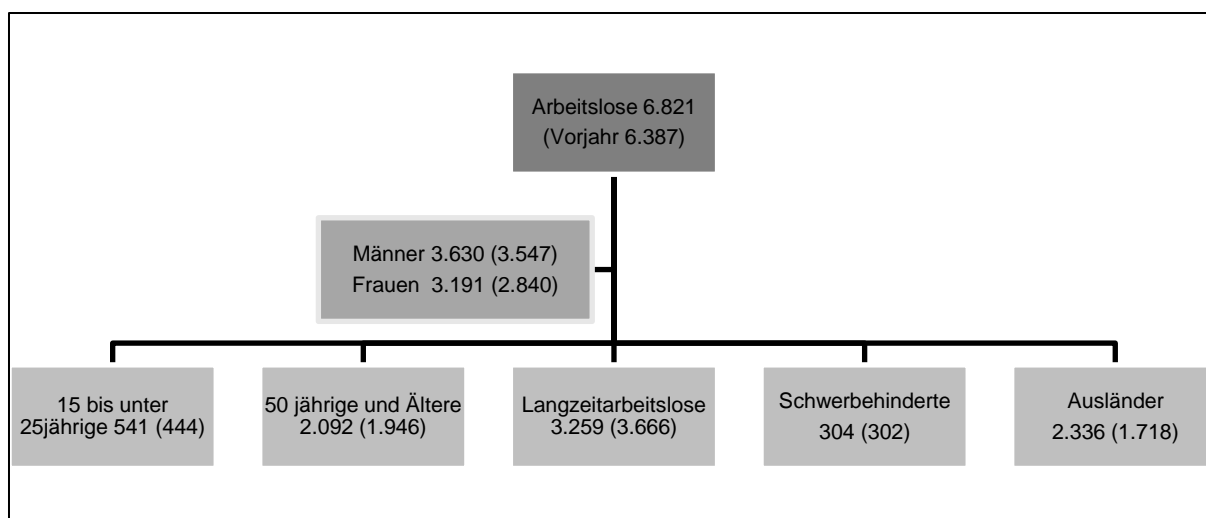 Arbeitslose 6.821
(Vorjahr 6.387)
Männer 3.630 (3.547)
Frauen 3.191 (2.840)
15 bis unter
25jährige 541 (444)
50 jährige und Ältere
2.092 (1.946)
Langzeitarbeitslose
3.259 (3.666)
Schwerbehinderte
304 (302)
Ausländer
2.336 (1.718)